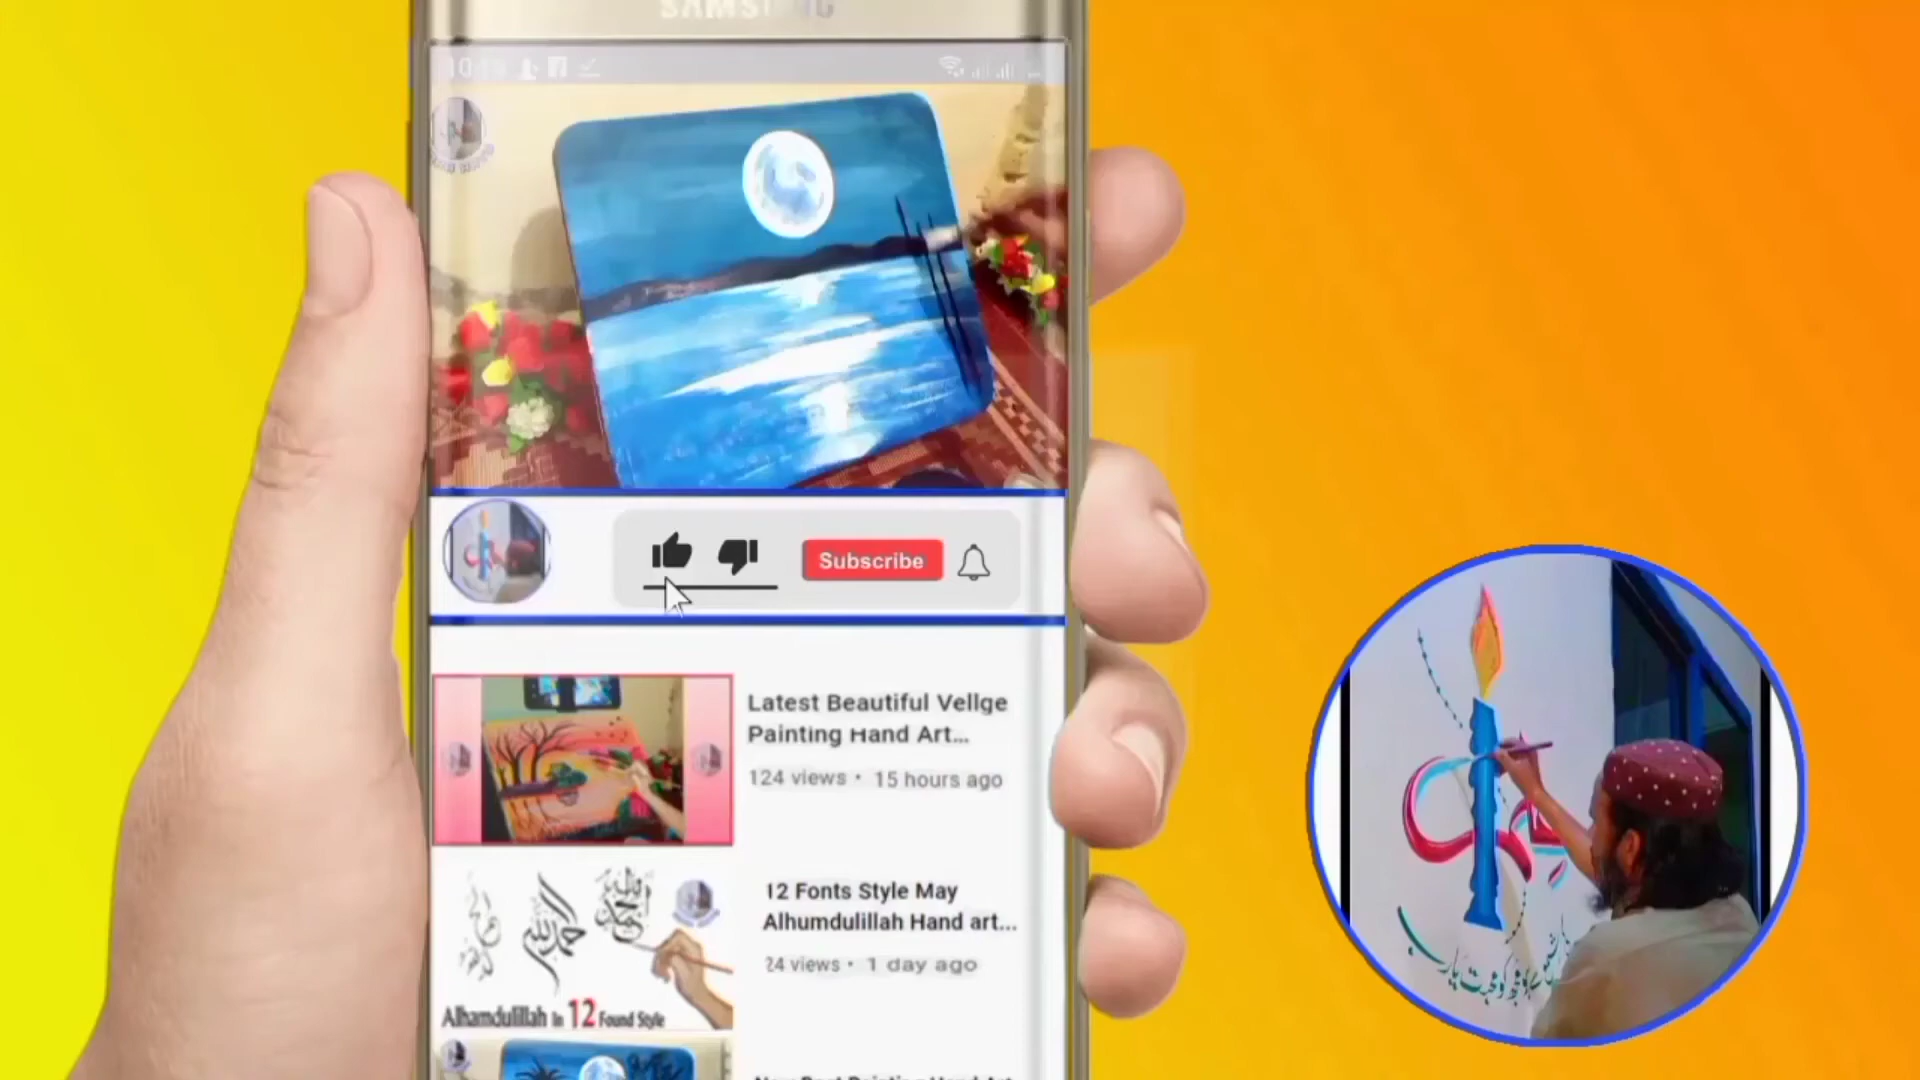 SAMSUNG
Subscribe
Latest Beautiful Vellge
Painting Hand Art...
124 views • 15 hours ago
12 Fonts Style May
Alhumdulillah Hand art...
24 views • 1 day ago
Alhamdulillah In 12 Found Style